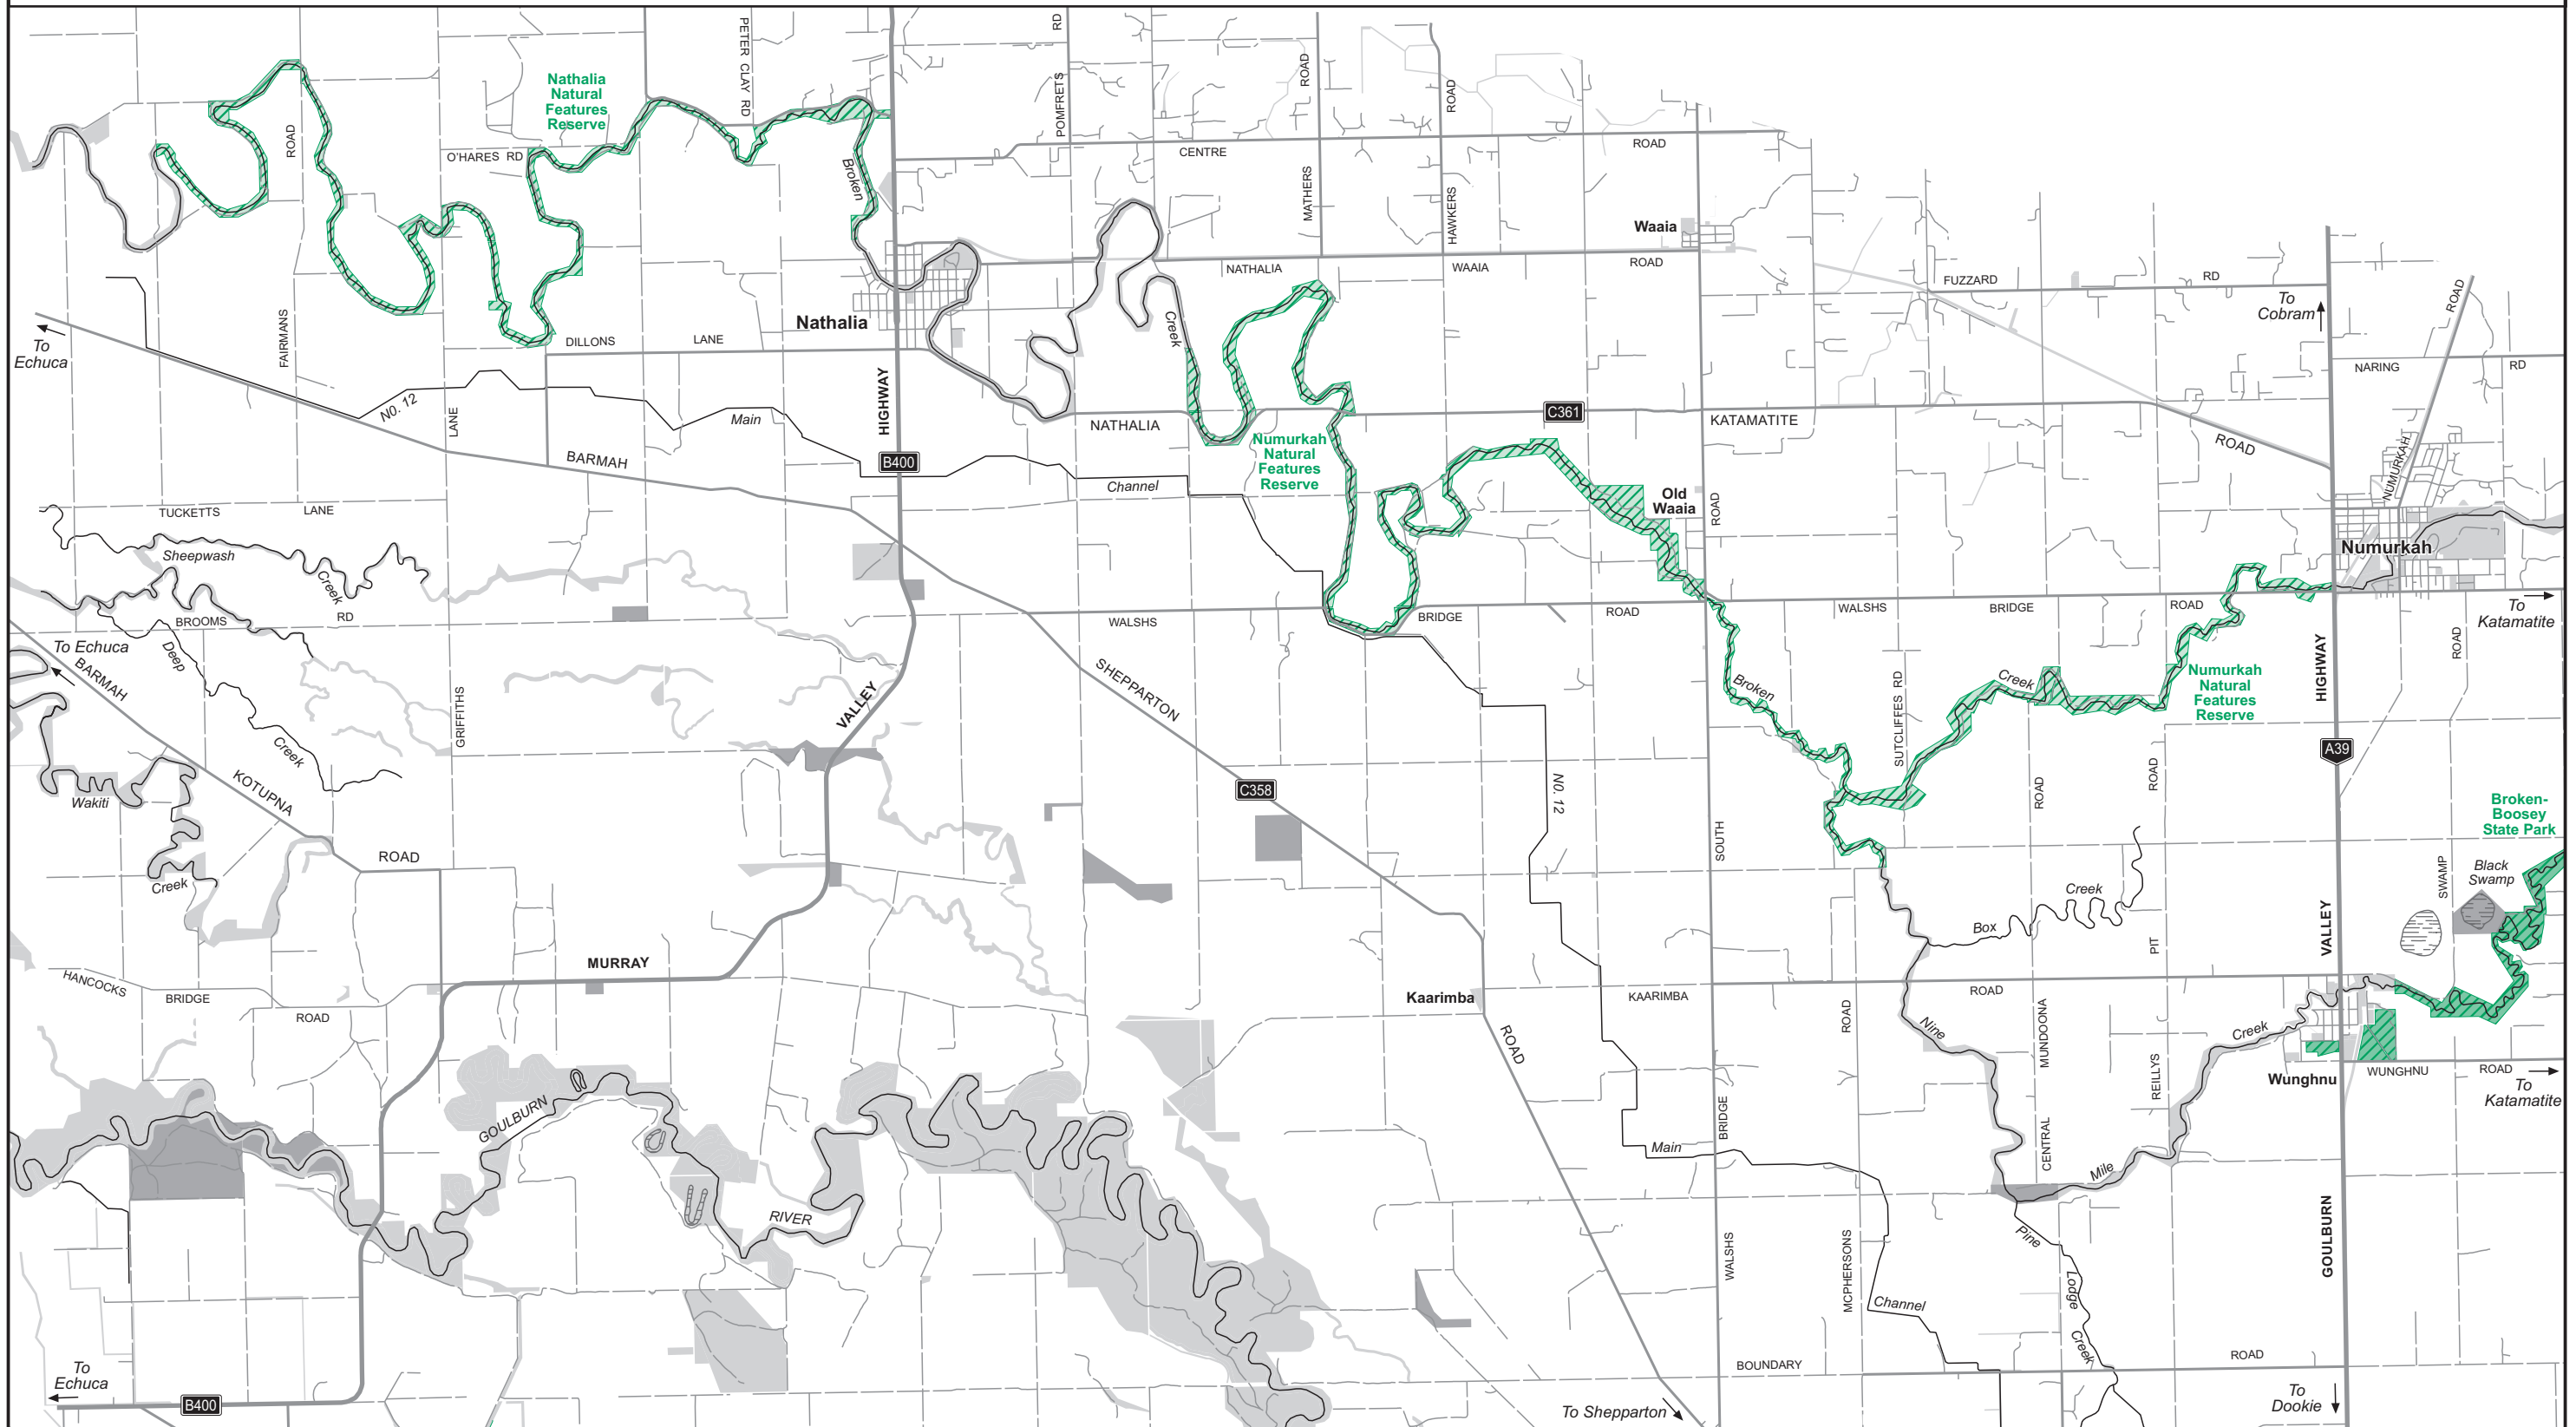 PETER CLAY RD
RD
Nathalia
Natural
Features
Reserve
ROAD
POMFRETS
ROAD
ROAD
ROAD
O'HARES RD
Broken
CENTRE
ROAD
MATHERS
HAWKERS
Waaia
NATHALIA
WAAIA
ROAD
FUZZARD
RD
To
Cobram
ROAD
To
Echuca
FAIRMANS
Nathalia
Creek
DILLONS
LANE
HIGHWAY
NARING
RD
N0. 12
LANE
Main
NATHALIA
C361
KATAMATITE
ROAD
NUMURKAH
BARMAH
B400
Numurkah
Natural
Features
Reserve
Channel
Old
Waaia
ROAD
TUCKETTS
LANE
Sheepwash
Creek
Numurkah
BROOMS
RD
WALSHS
BRIDGE
ROAD
WALSHS
BRIDGE
ROAD
To
Katamatite
To Echuca
BARMAH
Deep
Creek
GRIFFITHS
VALLEY
SHEPPARTON
Broken
SUTCLIFFES RD
Creek
Numurkah
Natural
Features
Reserve
HIGHWAY
ROAD
A39
Wakiti
KOTUPNA
C358
N0. 12
ROAD
ROAD
Broken-
Boosey
State Park
ROAD
Creek
SOUTH
SWAMP
Black
Swamp
Creek
Box
PIT
VALLEY
HANCOCKS
BRIDGE
ROAD
MURRAY
Kaarimba
KAARIMBA
ROAD
ROAD
ROAD
Nine
MUNDOONA
Creek
REILLYS
Wunghnu
WUNGHNU
ROAD
To
Katamatite
GOULBURN
BRIDGE
Main
CENTRAL
Mile
RIVER
Pine
WALSHS
MCPHERSONS
GOULBURN
Channel
Lodge
Creek
BOUNDARY
ROAD
To
Echuca
B400
To Shepparton
To
Dookie